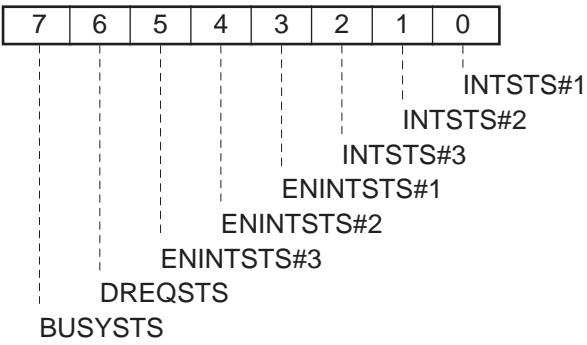 7 6 5 4 3 2 1 0
INTSTS#1
INTSTS#2
INTSTS#3
ENINTSTS#1
ENINTSTS#2
ENINTSTS#3
DREQSTS
BUSYSTS